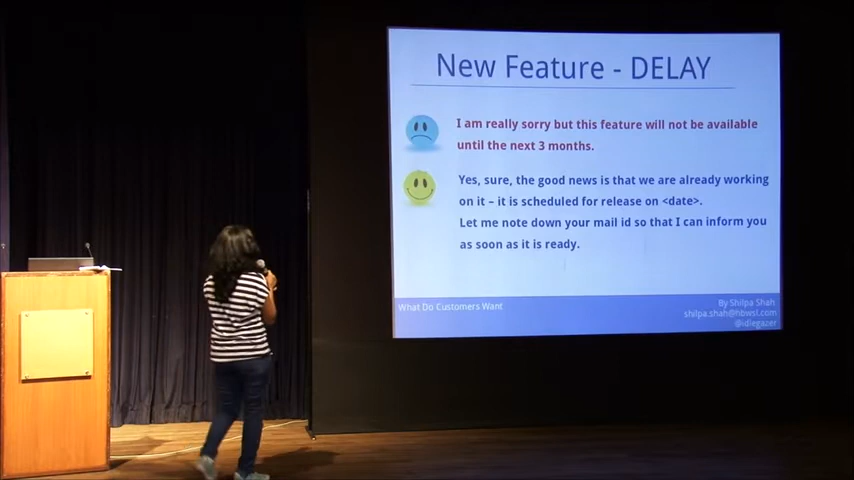 New Feature - DELAY
I am really sorry but this feature will not be available
until the next 3 months.
Yes, sure, the good news is that we are already working
on it – it is scheduled for release on <date>.
Let me note down your mail id so that I can inform you
as soon as it is ready.
What Do Customers Want
By Shilpa Shah
shilpa.shah@hbwsl.com
@idlegazer